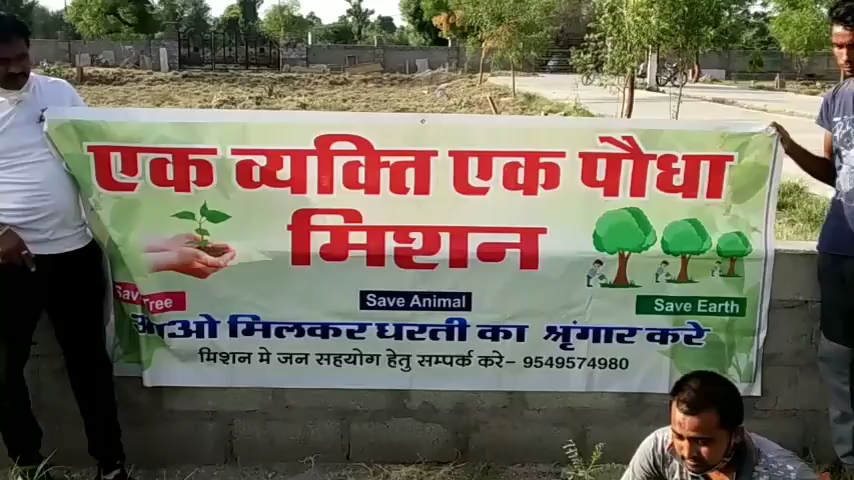 एक व्यक्ति एक पौधा
मिशन
Save Tree
Save Animal
Save Earth
आओ मिलकर धरती का श्रृंगार करे
मिशन मे जन सहयोग हेतु सम्पर्क करे- 9549574980